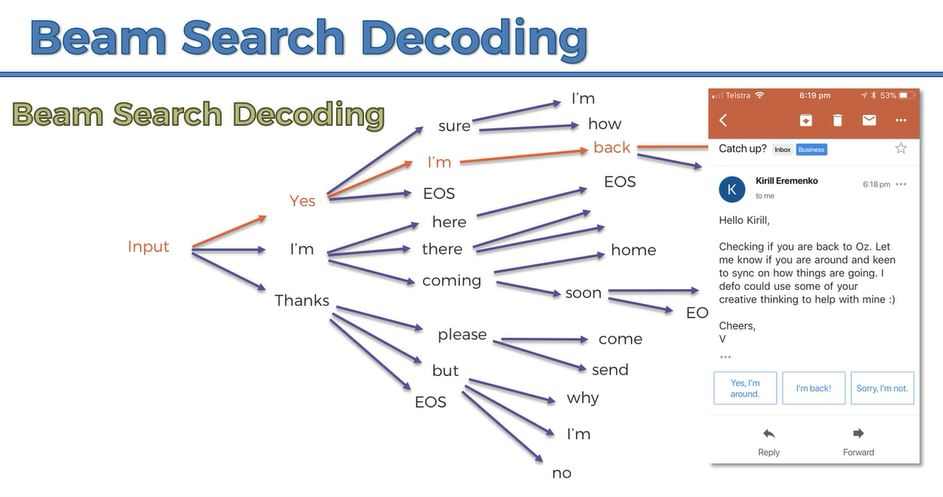 Beam Search Decoding
Beam Search Decoding
Input
Yes
I'm
Thanks
sure
I'm
EOS
here
there
coming
please
but
EOS
I'm
how
back
EOS
home
soon
EO
come
send
why
I'm
no
Telstra 6:19 pm 53%
Catch up? Inbox Business
K
Kirill Eremenko 6:18 pm
to me
Hello Kirill,
Checking if you are back to Oz. Let
me know if you are around and keen
to sync on how things are going. I
defo could use some of your
creative thinking to help with mine :)
Cheers,
V
Yes, I'm
around.
I'm back!
Sorry, I'm not.
Reply Forward